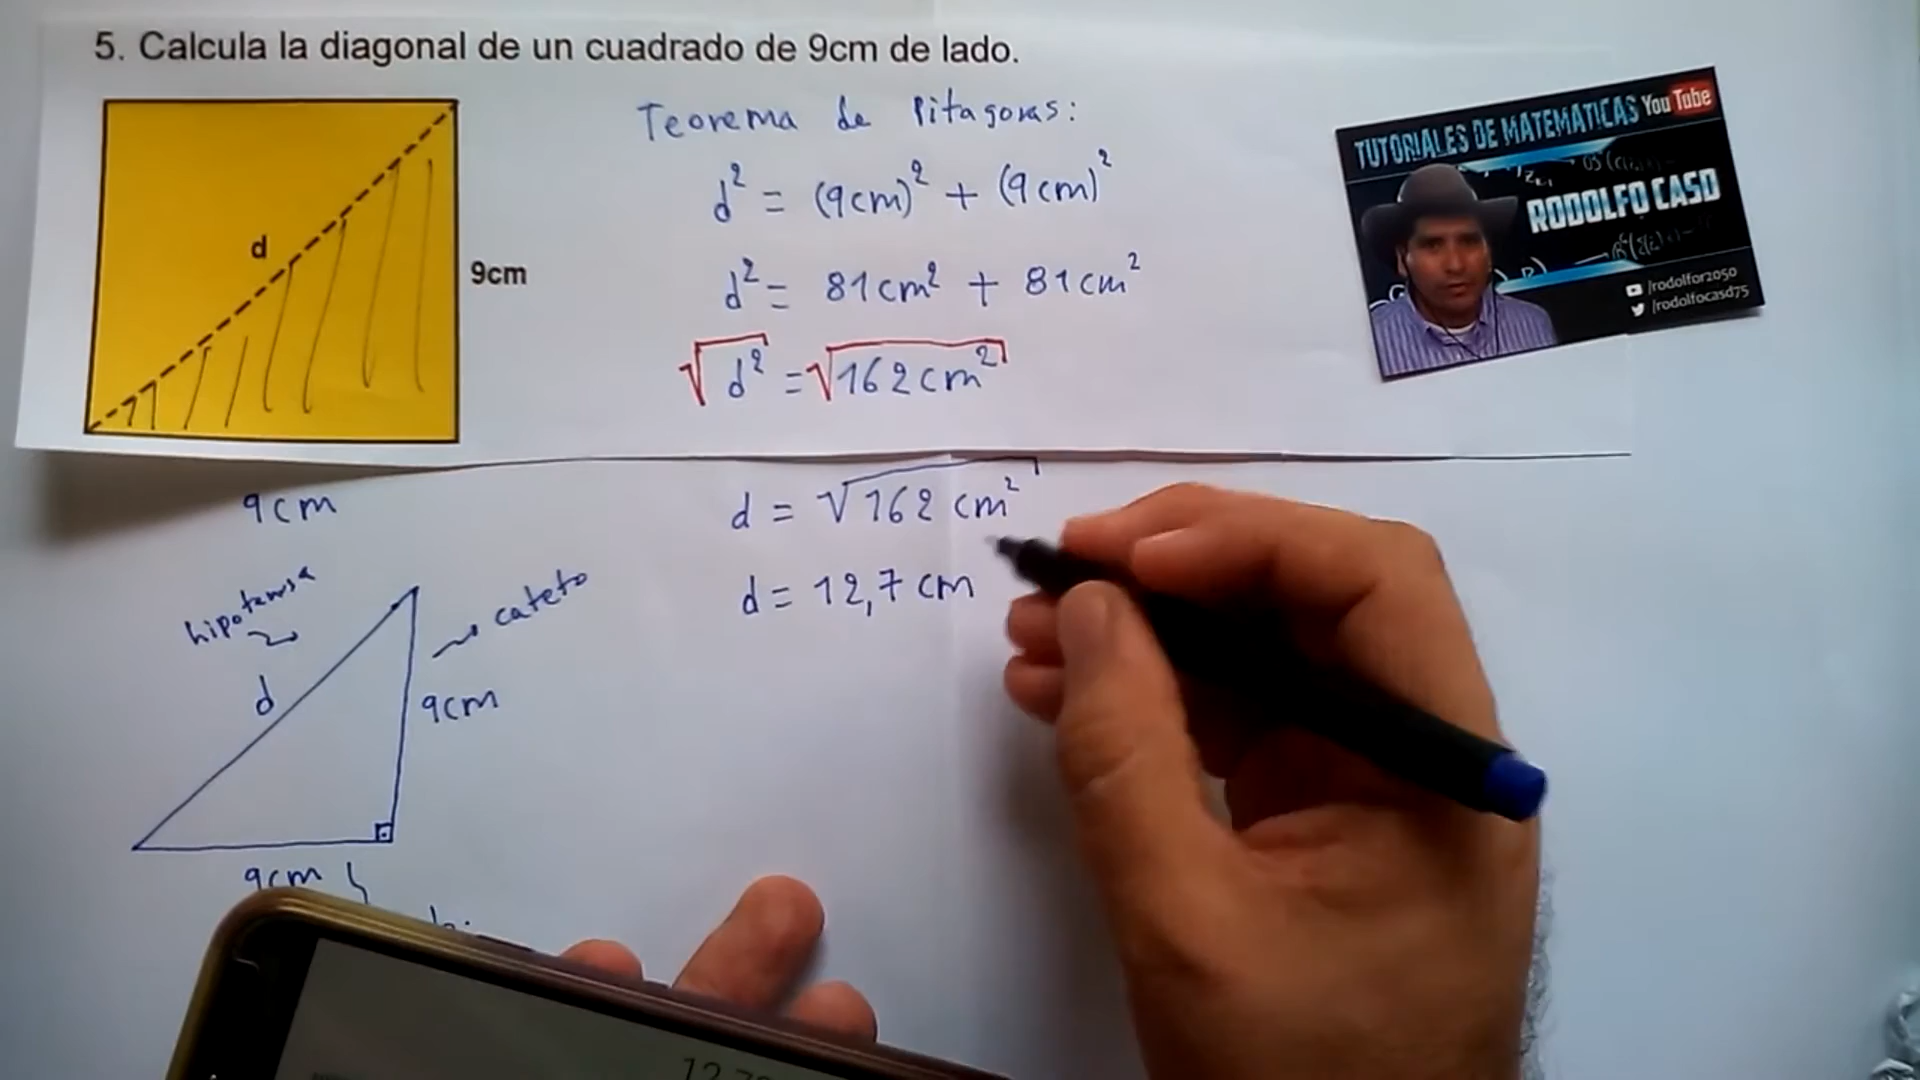 5. Calcula la diagonal de un cuadrado de 9cm de lado.
d
9cm
9cm
Teorema de Pitagoras:
d² = (9cm)² + (9cm)²
d² = 81cm² + 81cm²
√d² = √162cm²
d = √162 cm²
d = 12,7 cm
hipotenusa
cateto
d
9cm
9cm
TUTORIALES DE MATEMATICAS YouTube
RODOLFO CASD
/rodolfor2050
/rodolfocasd75